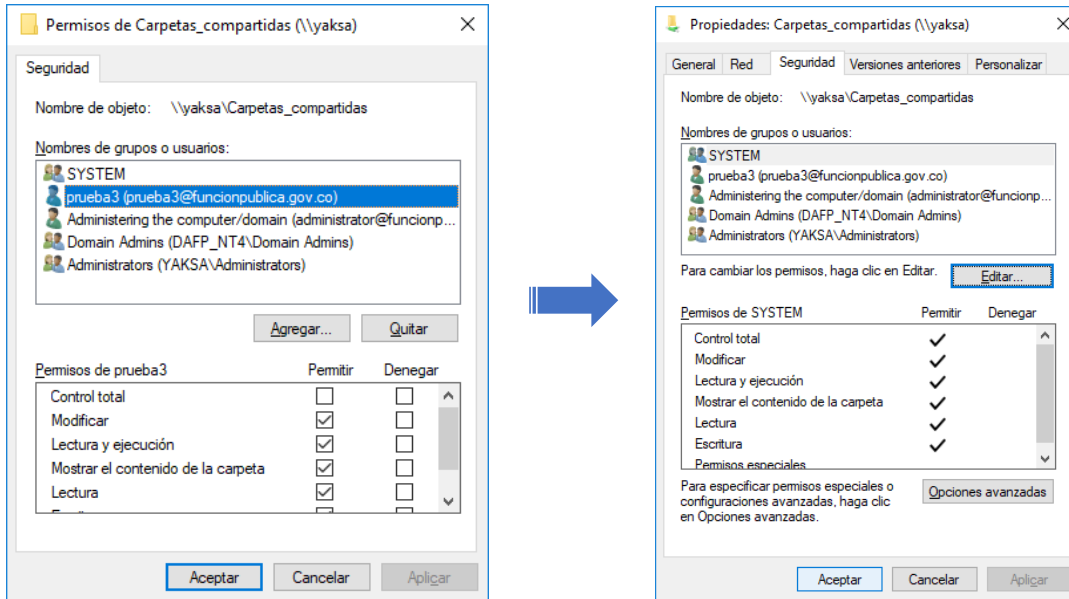 Permisos de Carpetas_compartidas (\\yaksa)
Seguridad
Nombre de objeto: \\yaksa\Carpetas_compartidas
Nombres de grupos o usuarios:
SYSTEM
prueba3 (prueba3@funcionpublica.gov.co)
Administering the computer/domain (administrator@funcionp...
Domain Admins (DAFP_NT4\Domain Admins)
Administrators (YAKSA\Administrators)
Agregar... Quitar
Permisos de prueba3 Permitir Denegar
Control total
Modificar
Lectura y ejecución
Mostrar el contenido de la carpeta
Lectura
Aceptar Cancelar Aplicar
Propiedades: Carpetas_compartidas (\\yaksa)
General Red Seguridad Versiones anteriores Personalizar
Nombre de objeto: \\yaksa\Carpetas_compartidas
Nombres de grupos o usuarios:
SYSTEM
prueba3 (prueba3@funcionpublica.gov.co)
Administering the computer/domain (administrator@funcionp...
Domain Admins (DAFP_NT4\Domain Admins)
Administrators (YAKSA\Administrators)
Para cambiar los permisos, haga clic en Editar. Editar...
Permisos de SYSTEM Permitir Denegar
Control total
Modificar
Lectura y ejecución
Mostrar el contenido de la carpeta
Lectura
Escritura
Permisos especiales
Para especificar permisos especiales o
configuraciones avanzadas, haga clic
en Opciones avanzadas.
Opciones avanzadas
Aceptar Cancelar Aplicar